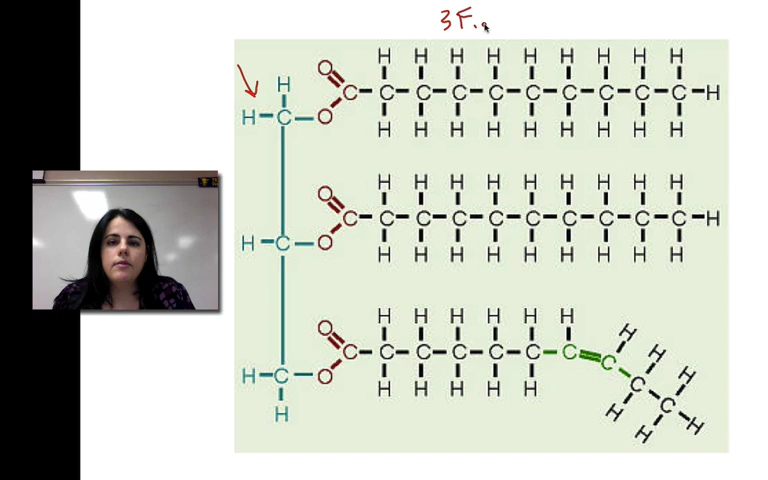 3F.
H H H H H H H H H
O
H
C C C C C C C C C C H
H C O
H H H H H H H H H
H H H H H H H H H
O
C C C C C C C C C C H
H C O
H H H H H H H H H
H H H H H H
O H
C C C C C C C C H
H C O C H
H H H H H
C H
H H H